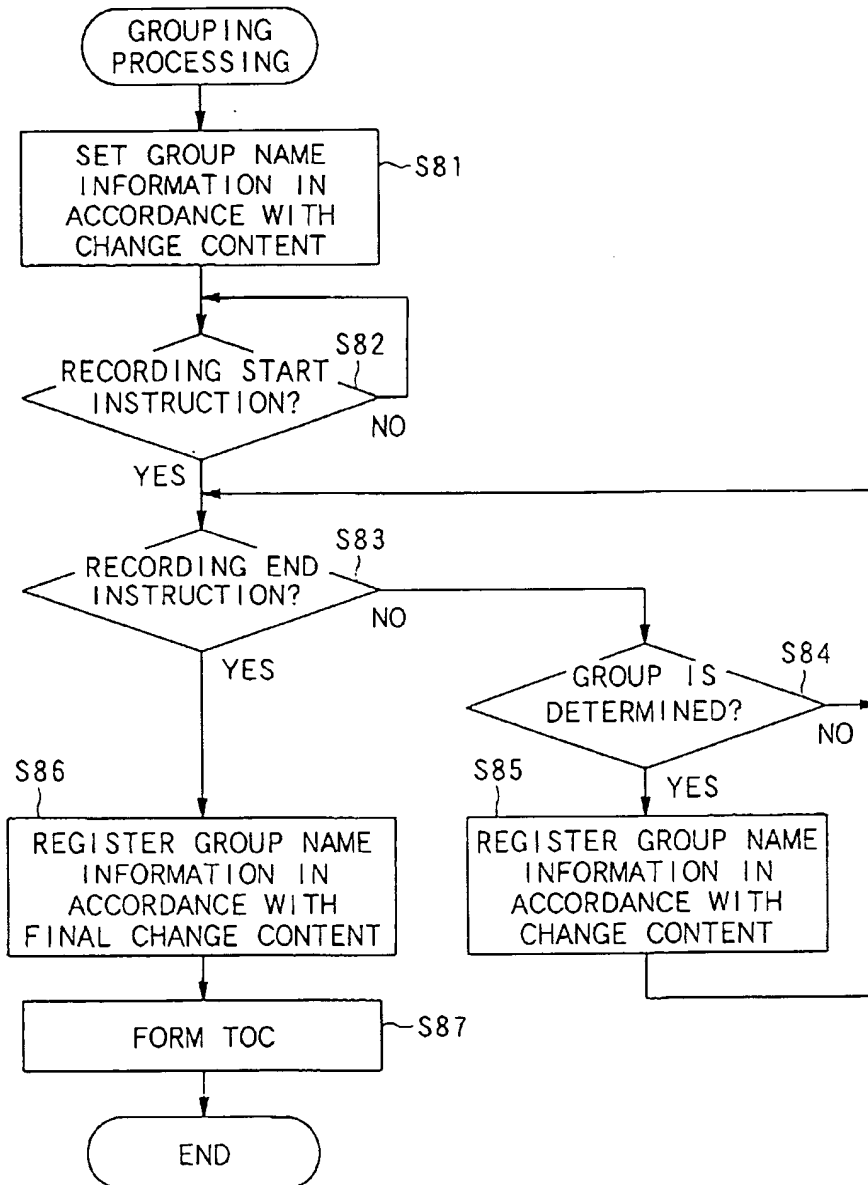 GROUPING
PROCESSING
SET GROUP NAME
INFORMATION IN
ACCORDANCE WITH
CHANGE CONTENT
S81
RECORDING START
INSTRUCTION?
S82
NO
YES
RECORDING END
INSTRUCTION?
S83
NO
YES
GROUP IS
DETERMINED?
S84
NO
YES
S85
REGISTER GROUP NAME
INFORMATION IN
ACCORDANCE WITH
CHANGE CONTENT
S86
REGISTER GROUP NAME
INFORMATION IN
ACCORDANCE WITH
FINAL CHANGE CONTENT
FORM TOC
S87
END